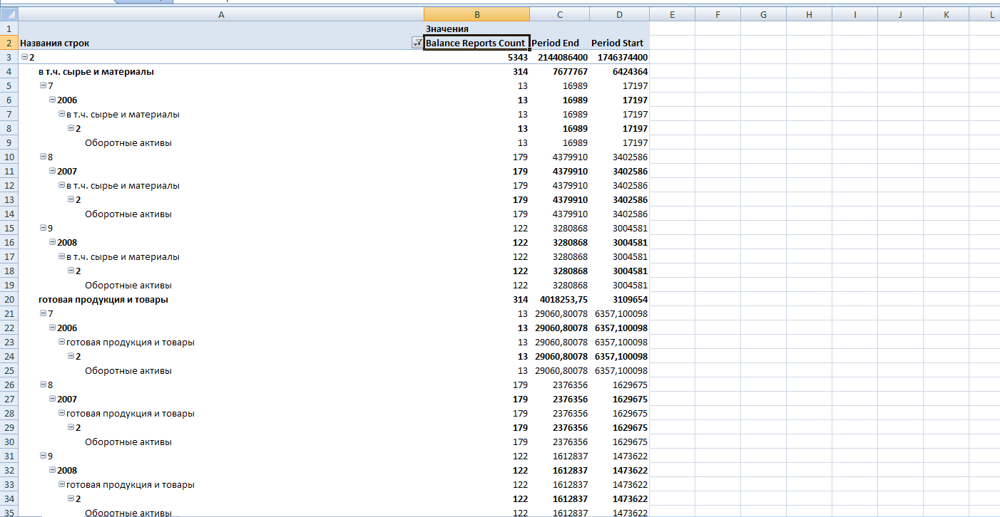 A B C D E F G H I J K L
1 Значения
2 Названия строк Balance Reports Count Period End Period Start
3 2 5343 2144086400 1746374400
4 в т.ч. сырье и материалы 314 7677767 6424364
5 7 13 16989 17197
6 2006 13 16989 17197
7 в т.ч. сырье и материалы 13 16989 17197
8 2 13 16989 17197
9 Оборотные активы 13 16989 17197
10 8 179 4379910 3402586
11 2007 179 4379910 3402586
12 в т.ч. сырье и материалы 179 4379910 3402586
13 2 179 4379910 3402586
14 Оборотные активы 179 4379910 3402586
15 9 122 3280868 3004581
16 2008 122 3280868 3004581
17 в т.ч. сырье и материалы 122 3280868 3004581
18 2 122 3280868 3004581
19 Оборотные активы 122 3280868 3004581
20 готовая продукция и товары 314 4018253,75 3109654
21 7 13 29060,80078 6357,100098
22 2006 13 29060,80078 6357,100098
23 готовая продукция и товары 13 29060,80078 6357,100098
24 2 13 29060,80078 6357,100098
25 Оборотные активы 13 29060,80078 6357,100098
26 8 179 2376356 1629675
27 2007 179 2376356 1629675
28 готовая продукция и товары 179 2376356 1629675
29 2 179 2376356 1629675
30 Оборотные активы 179 2376356 1629675
31 9 122 1612837 1473622
32 2008 122 1612837 1473622
33 готовая продукция и товары 122 1612837 1473622
34 2 122 1612837 1473622
35 Оборотные активы 122 1612837 1473622